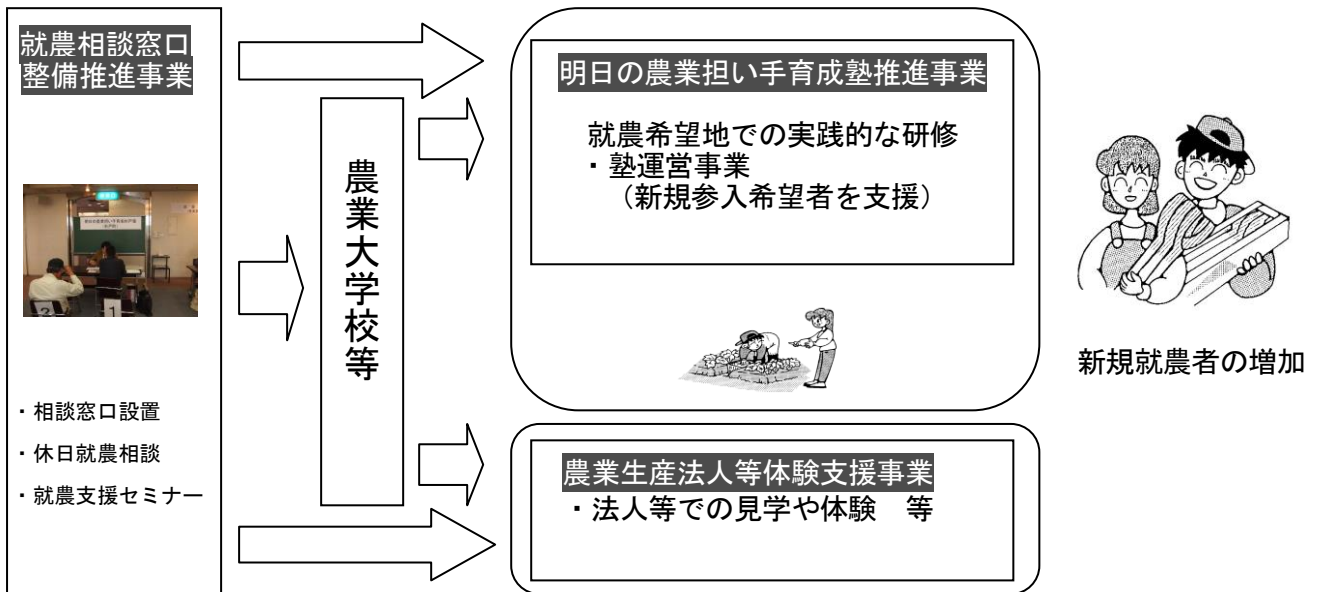 就農相談窓口
整備推進事業
・相談窓口設置
・休日就農相談
・就農支援セミナー
農業大学校等
明日の農業担い手育成塾推進事業
就農希望地での実践的な研修
・塾運営事業
（新規参入希望者を支援）
農業生産法人等体験支援事業
・法人等での見学や体験　等
新規就農者の増加
2
1